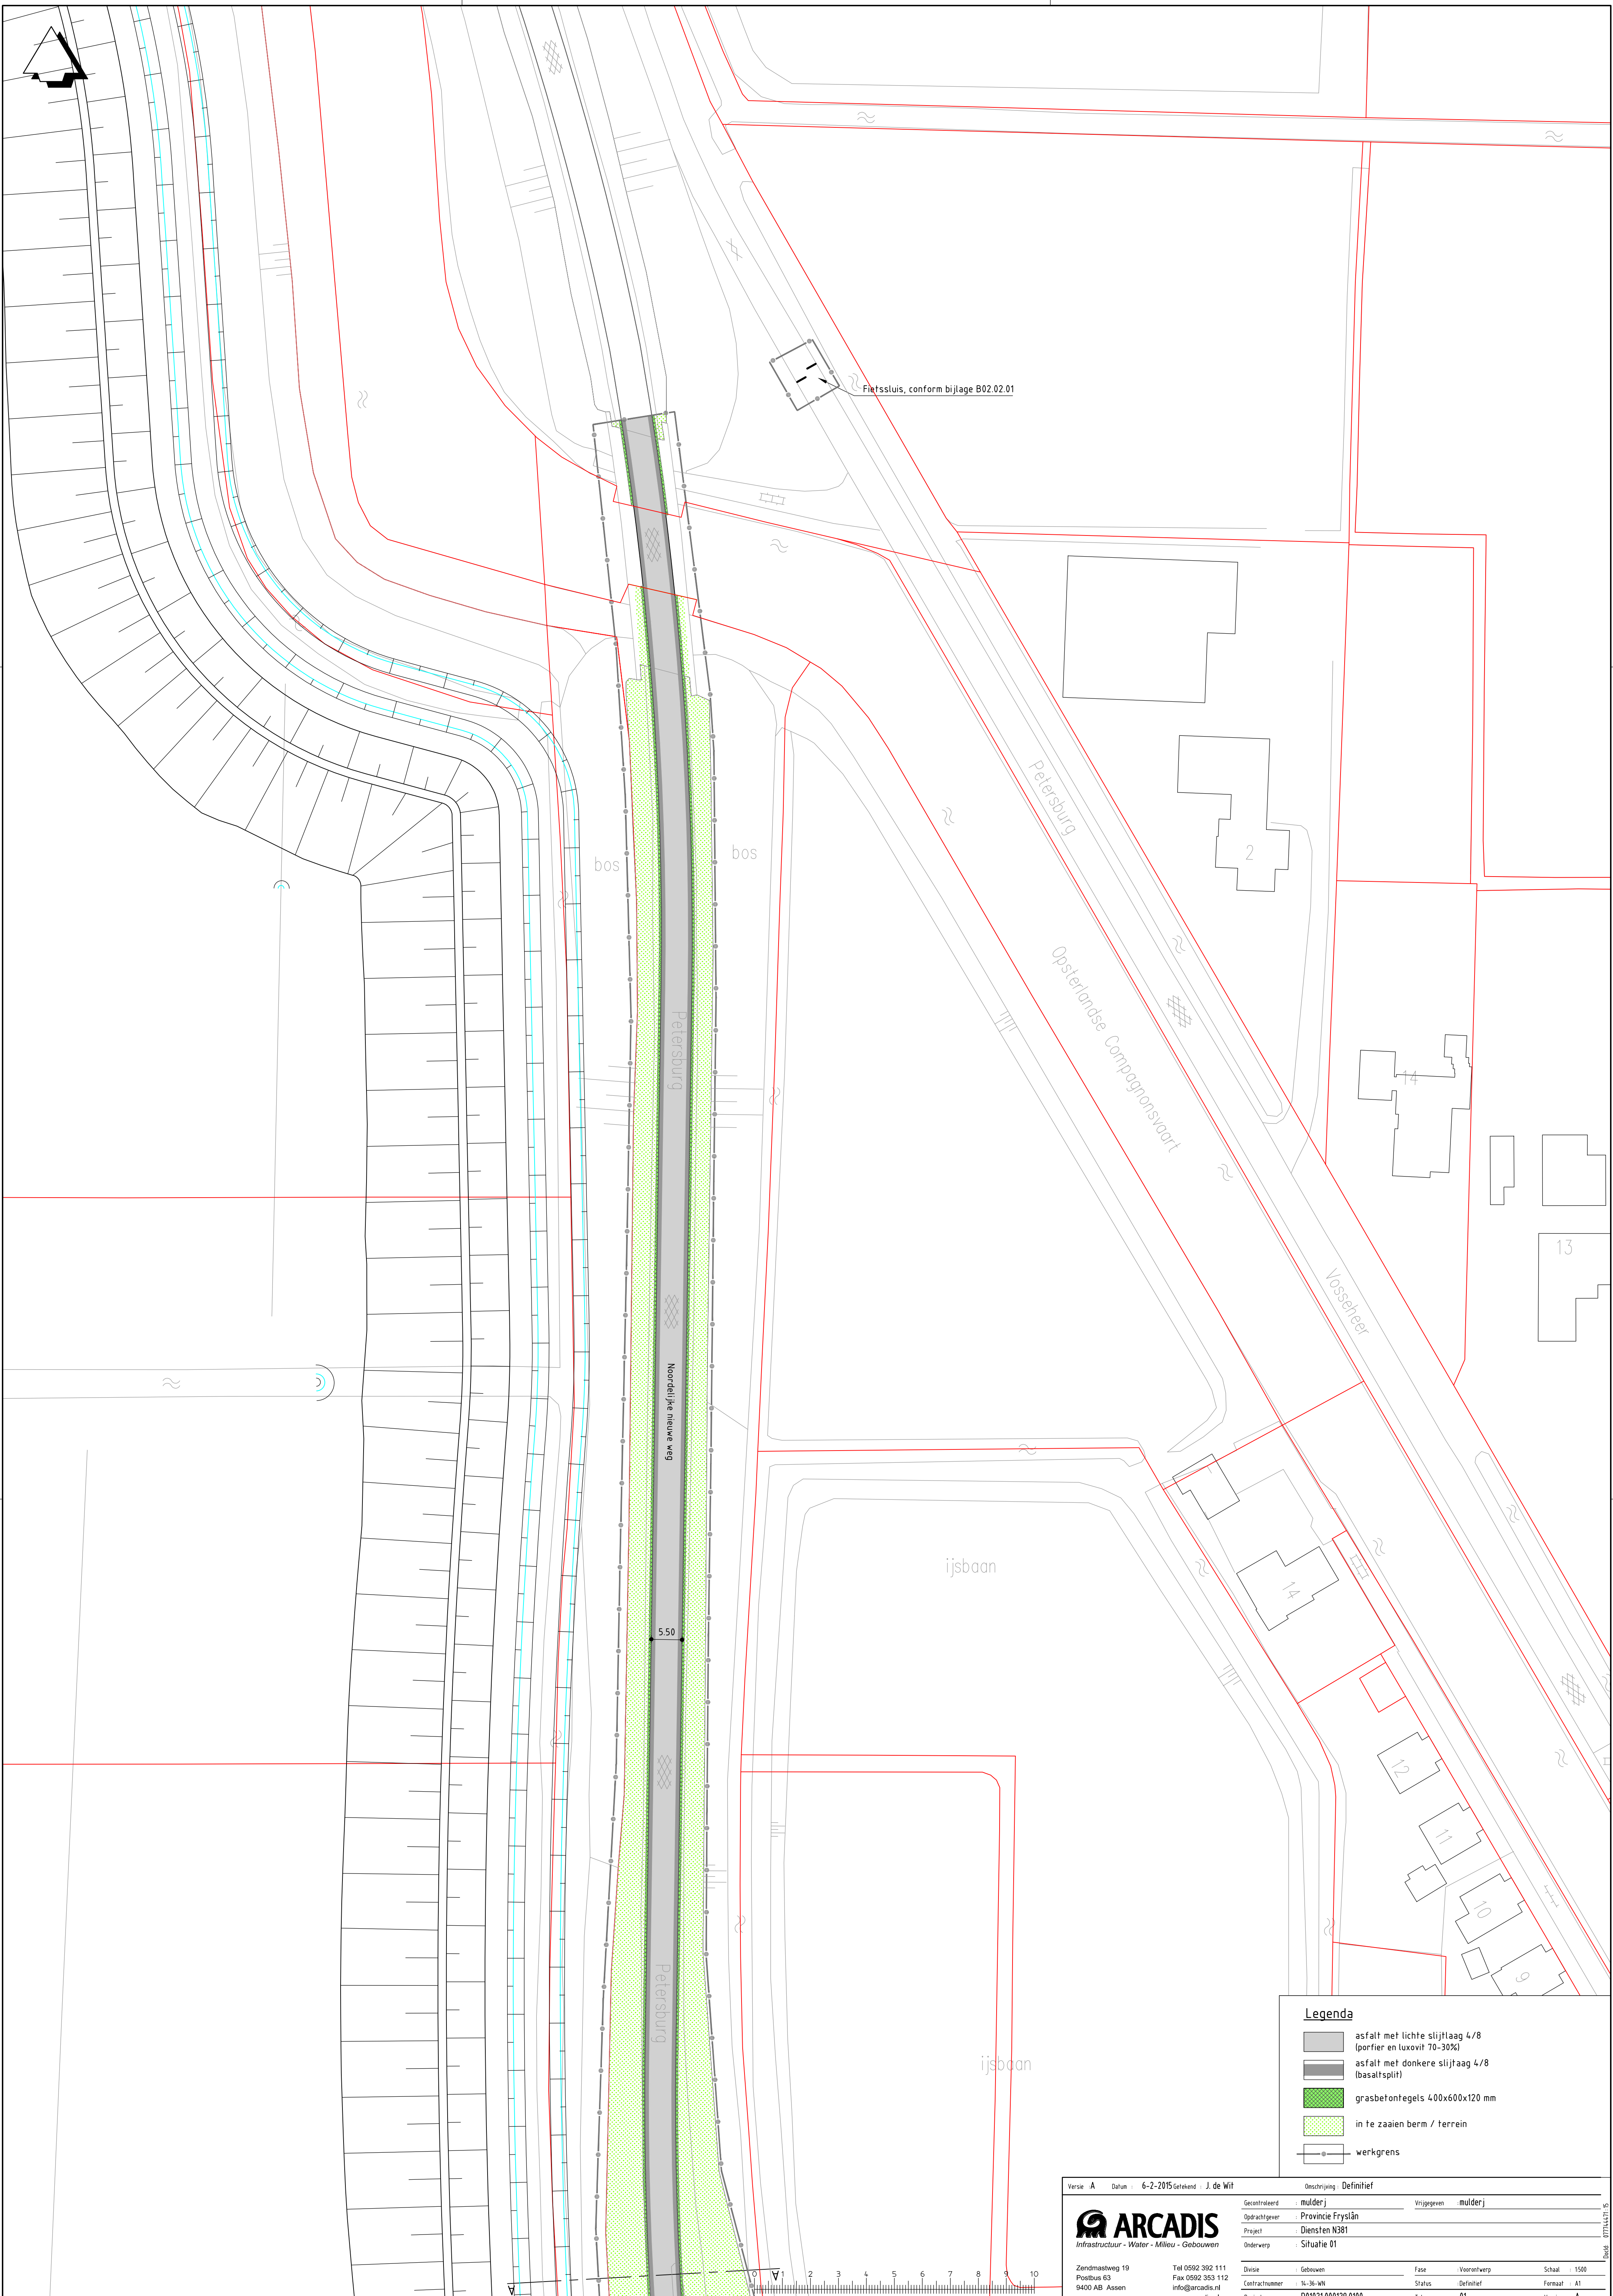 Fietssluis, conform bijlage B02.02.01
Petersburg
2
bos
bos
Opsterlandse Compagnonsvaart
Petersburg
14
13
Vosseheer
Noordelijke nieuwe weg
ijsbaan
14
5.50
12
11
10
9
Petersburg
ijsbaan
Legenda
asfalt met lichte slijtlaag 4/8
(porfier en luxovit 70-30%)
asfalt met donkere slijtaag 4/8
(basaltsplit)
grasbetontegels 400x600x120 mm
in te zaaien berm / terrein
werkgrens
Versie : A Datum : 6-2-2015 Getekend : J. de Wit Omschrijving : Definitief
ARCADIS
Infrastructuur - Water - Milieu - Gebouwen
Gecontroleerd : mulderj Vrijgegeven : mulderj
Opdrachtgever : Provincie Fryslân
Project : Diensten N381
Onderwerp : Situatie 01
Zendmastweg 19 Tel 0592 392 111
Postbus 63 Fax 0592 353 112
9400 AB Assen info@arcadis.nl
Divisie : Gebouwen Fase : Voorontwerp Schaal : 1:500
Contractnummer : 14-36-WN Status : Definitief Formaat : A1
A A
0 1 2 3 4 5 6 7 8 9 10